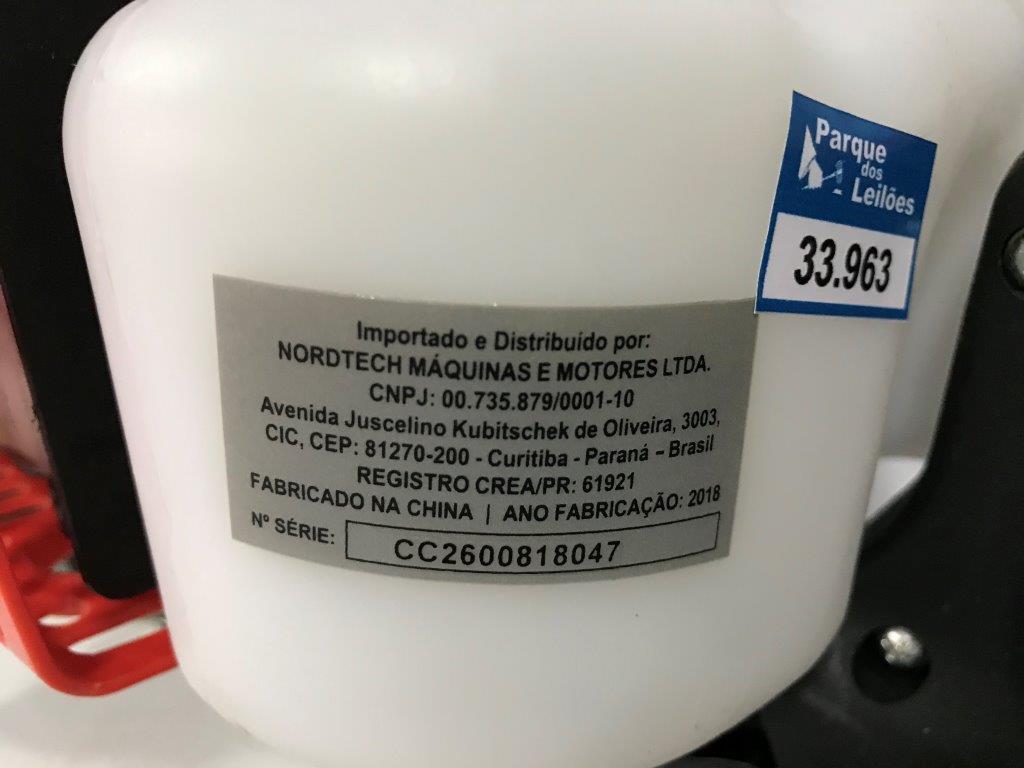 Parque
dos
Leilões
33.963
Importado e Distribuído por:
NORDTECH MÁQUINAS E MOTORES LTDA.
CNPJ: 00.735.879/0001-10
Avenida Juscelino Kubitschek de Oliveira, 3003,
CIC, CEP: 81270-200 - Curitiba - Paraná - Brasil
REGISTRO CREA/PR: 61921
FABRICADO NA CHINA | ANO FABRICAÇÃO: 2018
Nº SÉRIE: CC2600818047